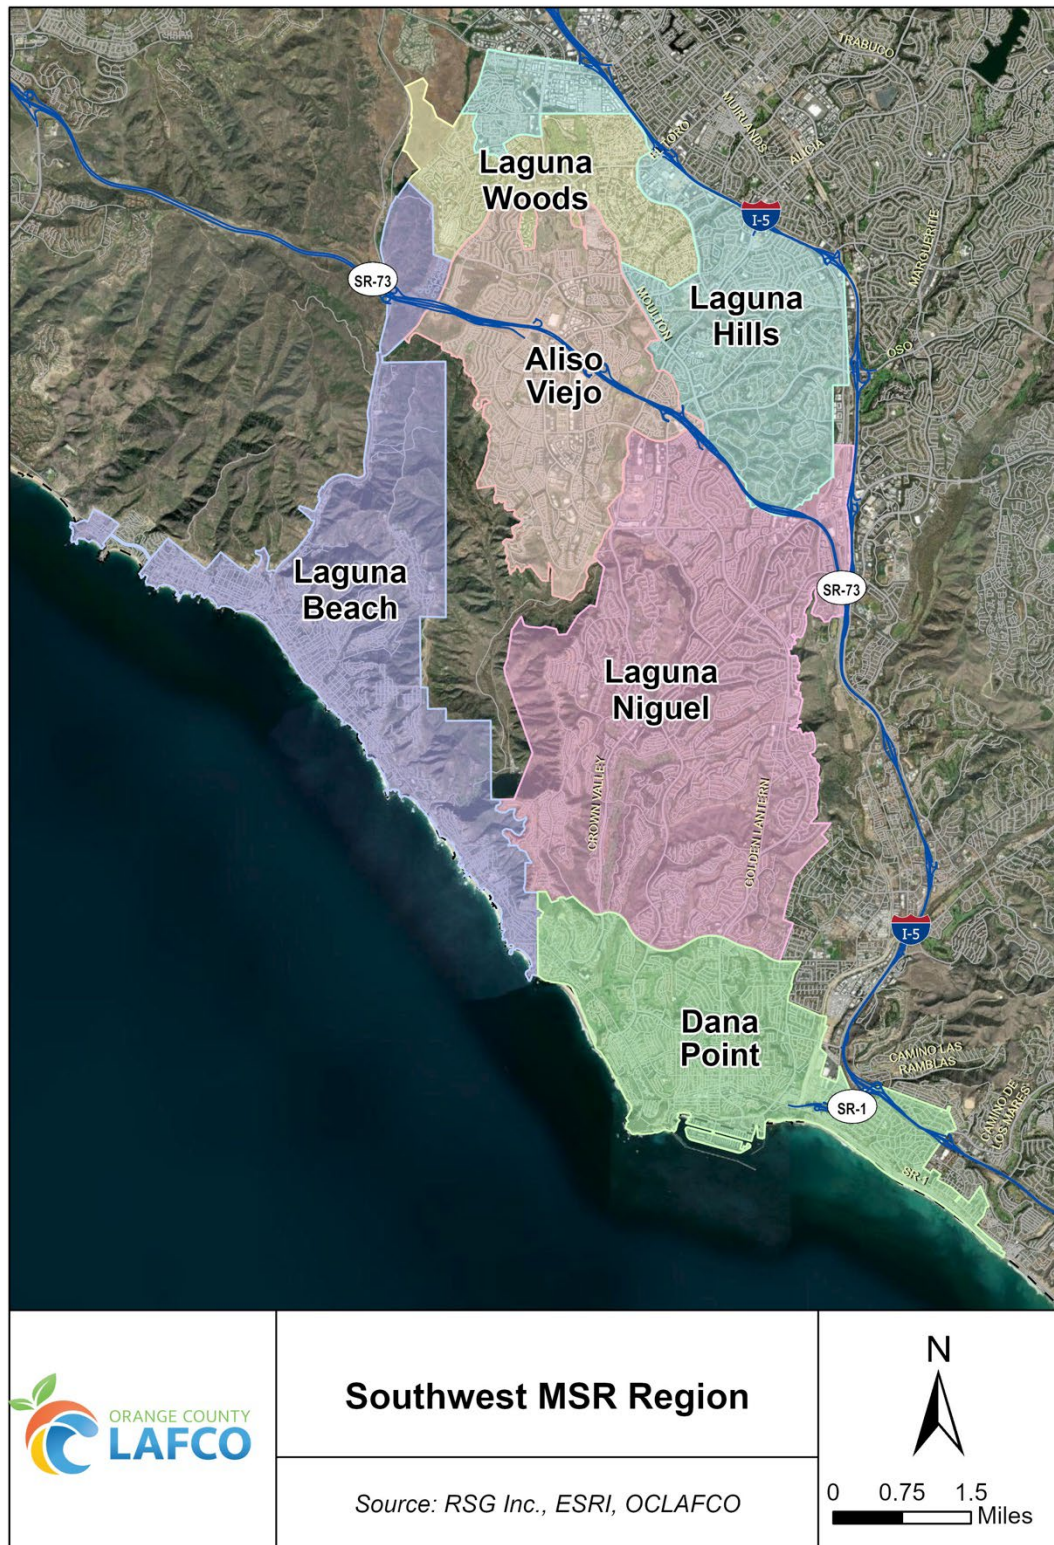 TRABUCO
MUIRLANDS
ALICIA
EL TORO
Laguna
Woods
I-5
MARGUERITE
SR-73
MOULTON
Laguna
Hills
OSO
Aliso
Viejo
Laguna
Beach
SR-73
Laguna
Niguel
CROWN VALLEY
GOLDEN LANTERN
I-5
Dana
Point
CAMINO LAS
RAMBLAS
CAMINO DE
LOS MARES
SR-1
SR-1
ORANGE COUNTY
LAFCO
Southwest MSR Region
Source: RSG Inc., ESRI, OCLAFCO
N
0 0.75 1.5
Miles